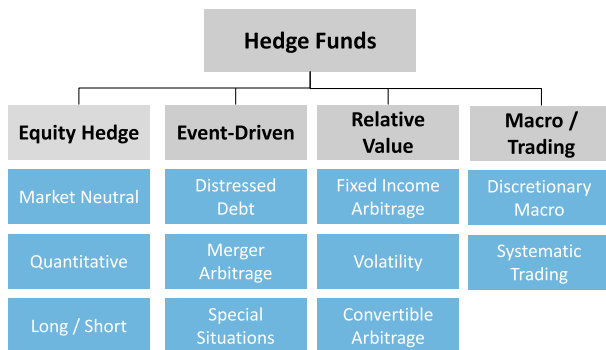 Hedge Funds
Equity Hedge
Market Neutral
Quantitative
Long / Short
Event-Driven
Distressed
Debt
Merger
Arbitrage
Special
Situations
Relative
Value
Fixed Income
Arbitrage
Volatility
Convertible
Arbitrage
Macro /
Trading
Discretionary
Macro
Systematic
Trading